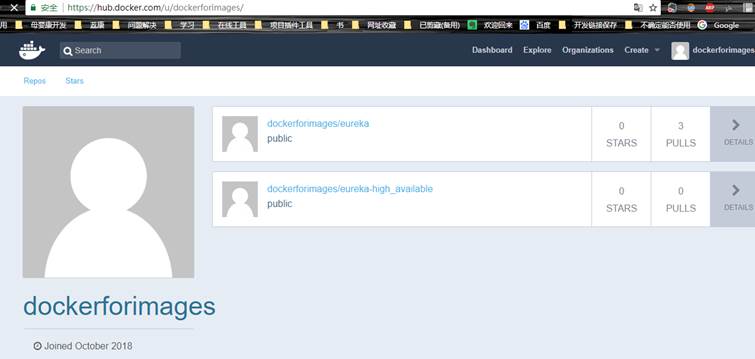 安全 https://hub.docker.com/u/dockerforimages/
用 母婴康开发 返康 问题解决 学习 在线工具 项目插件工具 书 网址收藏 已剪藏(备用) 欢迎回来 百度 开发链接保存 不确定能否使用 Google
Search Dashboard Explore Organizations Create dockerforimages
Repos Stars
dockerforimages/eureka
public
0 STARS
3 PULLS
DETAILS
dockerforimages/eureka-high_available
public
0 STARS
0 PULLS
DETAILS
dockerforimages
Joined October 2018